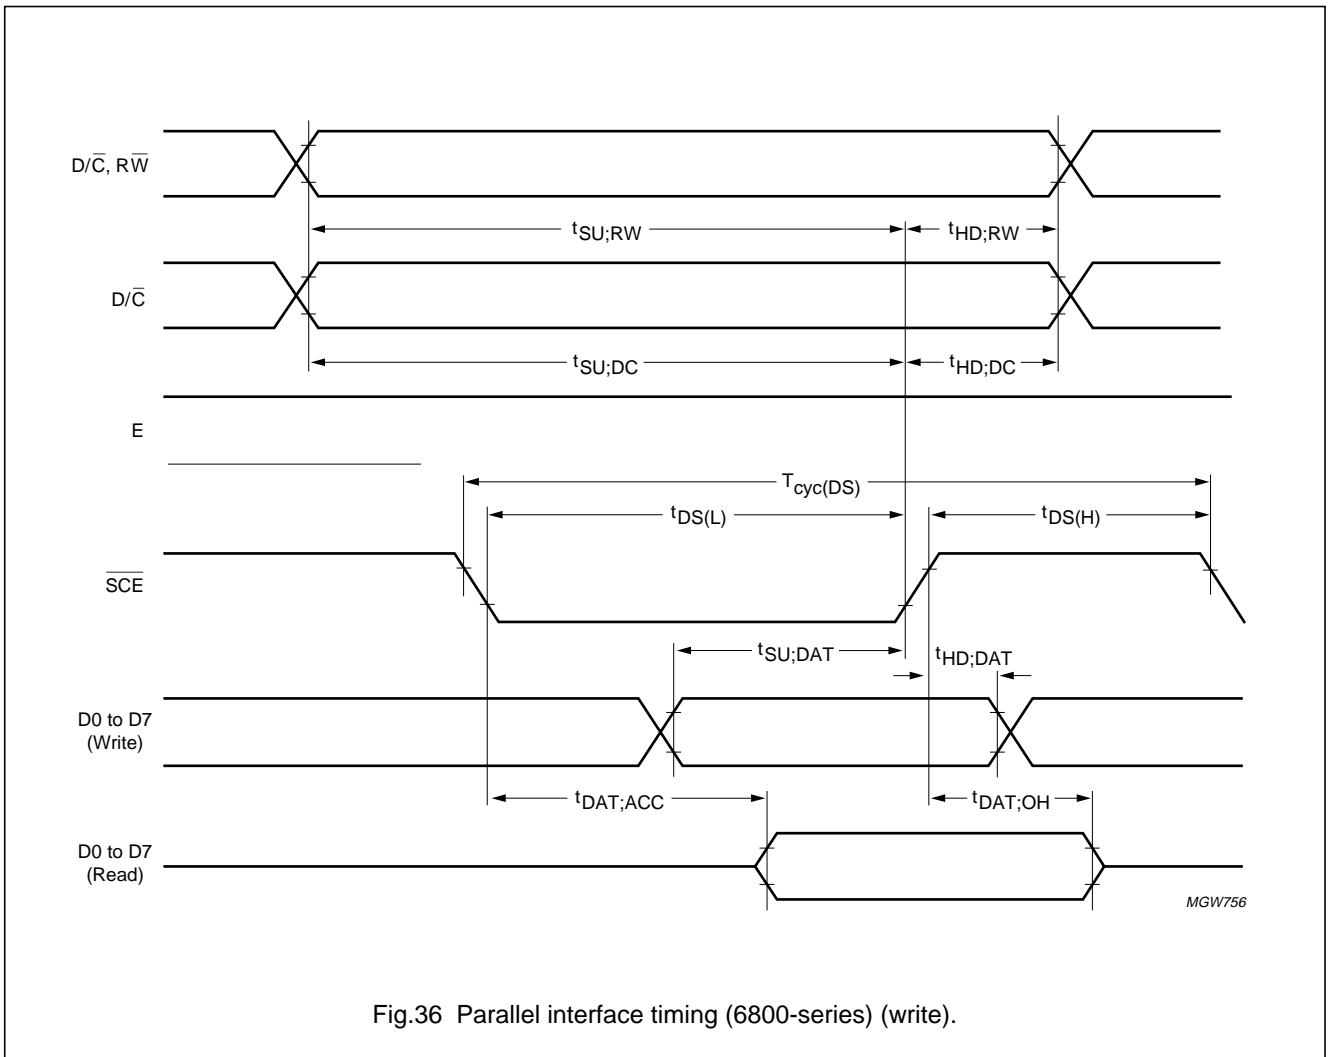 D/C̅, RW̅
tSU;RW
tHD;RW
D/C̅
tSU;DC
tHD;DC
E
Tcyc(DS)
tDS(L)
tDS(H)
S̅C̅E̅
tSU;DAT
tHD;DAT
D0 to D7
(Write)
tDAT;ACC
tDAT;OH
D0 to D7
(Read)
MGW756
Fig.36 Parallel interface timing (6800-series) (write).